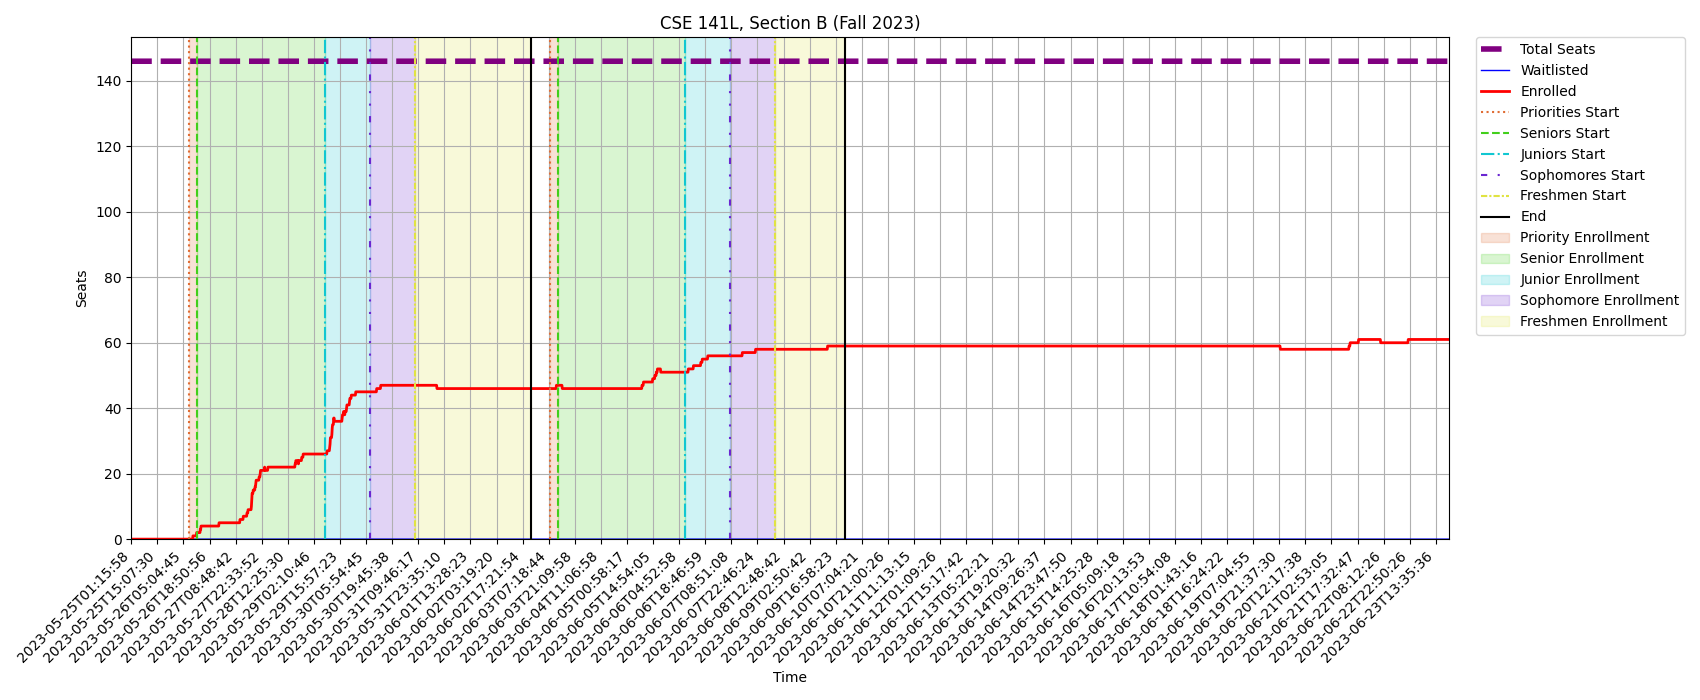 CSE 141L, Section B (Fall 2023)
Total Seats
Waitlisted
Enrolled
Priorities Start
Seniors Start
Juniors Start
Sophomores Start
Freshmen Start
End
Priority Enrollment
Senior Enrollment
Junior Enrollment
Sophomore Enrollment
Freshmen Enrollment
Seats
140
120
100
80
60
40
20
0
2023-05-25T01:15:58
2023-05-25T15:07:30
2023-05-26T05:04:45
2023-05-26T18:50:56
2023-05-27T08:48:42
2023-05-27T22:33:52
2023-05-28T12:25:30
2023-05-29T02:10:46
2023-05-29T15:57:23
2023-05-30T05:54:45
2023-05-30T19:45:38
2023-05-31T09:46:17
2023-05-31T23:35:10
2023-06-01T13:28:23
2023-06-02T03:19:20
2023-06-02T17:21:54
2023-06-03T07:18:44
2023-06-03T21:09:58
2023-06-04T11:06:58
2023-06-05T00:58:17
2023-06-05T14:54:05
2023-06-06T04:52:58
2023-06-06T18:46:59
2023-06-07T08:51:08
2023-06-07T22:46:24
2023-06-08T12:48:42
2023-06-09T02:50:42
2023-06-09T16:58:23
2023-06-10T07:04:21
2023-06-10T21:00:26
2023-06-11T11:13:15
2023-06-12T01:09:26
2023-06-12T15:17:42
2023-06-13T05:22:21
2023-06-13T19:20:32
2023-06-14T09:26:37
2023-06-14T23:47:50
2023-06-15T14:25:28
2023-06-16T05:09:18
2023-06-16T20:13:53
2023-06-17T10:54:08
2023-06-18T01:43:16
2023-06-18T16:24:22
2023-06-19T07:04:55
2023-06-19T21:37:30
2023-06-20T12:17:38
2023-06-21T02:53:05
2023-06-21T17:32:47
2023-06-22T08:12:26
2023-06-22T22:50:26
2023-06-23T13:35:36
Time